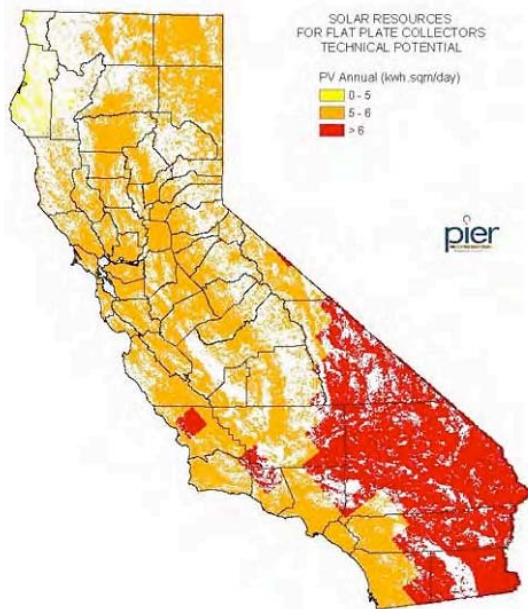 SOLAR RESOURCES
FOR FLAT PLATE COLLECTORS
TECHNICAL POTENTIAL
PV Annual (kwh.sqm/day)
0 - 5
5 - 6
> 6
pier